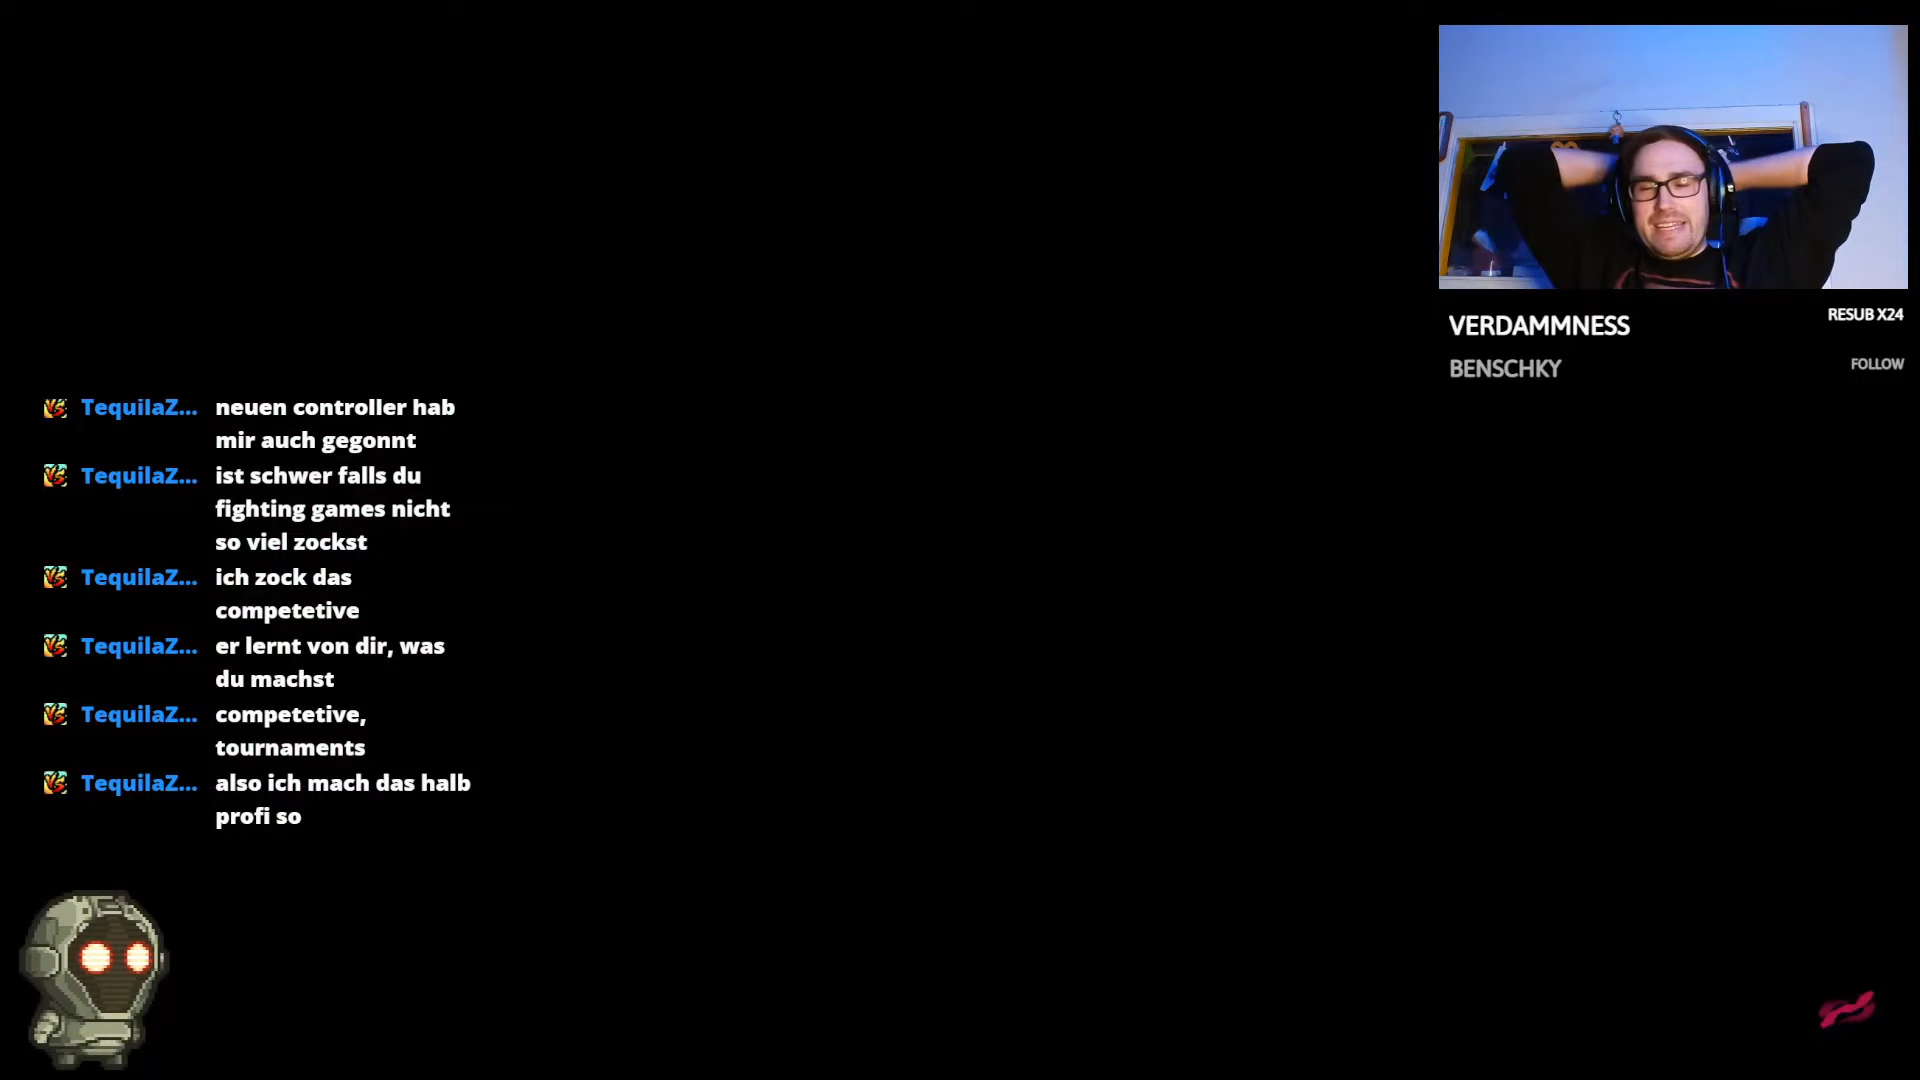 VERDAMMNESS RESUB X24
BENSCHKY FOLLOW
TequilaZ... neuen controller hab
mir auch gegonnt
TequilaZ... ist schwer falls du
fighting games nicht
so viel zockst
TequilaZ... ich zock das
competetive
TequilaZ... er lernt von dir, was
du machst
TequilaZ... competetive,
tournaments
TequilaZ... also ich mach das halb
profi so